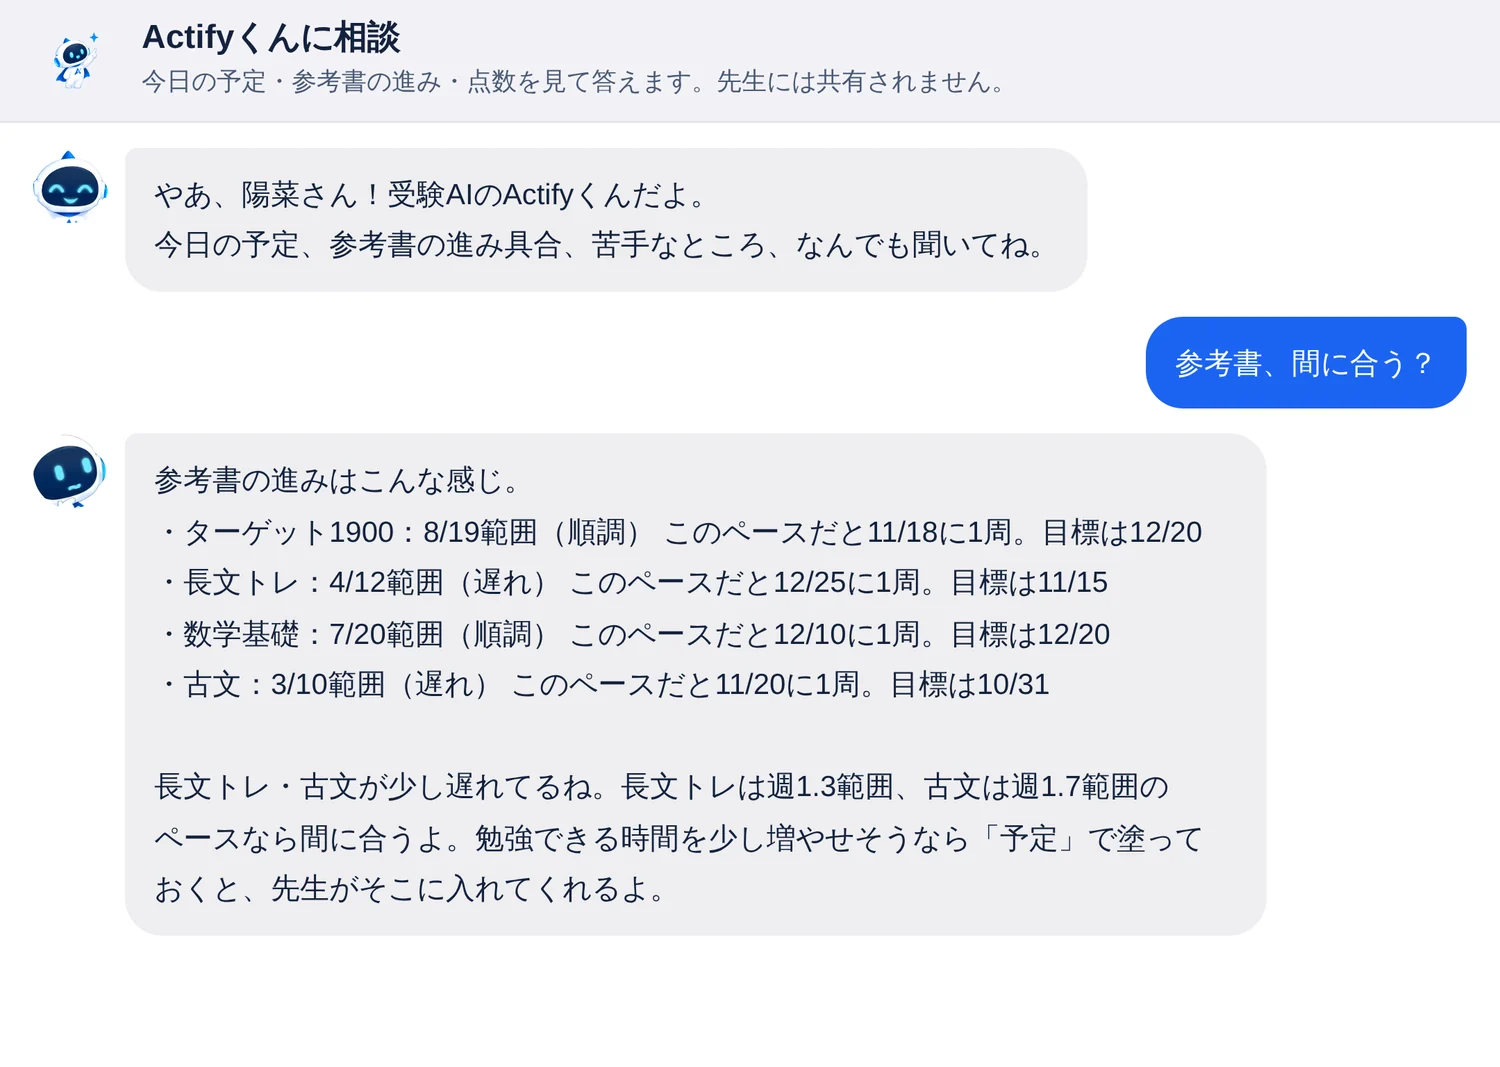 Actifyくんに相談
今日の予定・参考書の進み・点数を見て答えます。先生には共有されません。
やあ、陽菜さん！受験AIのActifyくんだよ。
今日の予定、参考書の進み具合、苦手なところ、なんでも聞いてね。
参考書、間に合う？
参考書の進みはこんな感じ。
・ターゲット1900：8/19範囲（順調） このペースだと11/18に1周。目標は12/20
・長文トレ：4/12範囲（遅れ） このペースだと12/25に1周。目標は11/15
・数学基礎：7/20範囲（順調） このペースだと12/10に1周。目標は12/20
・古文：3/10範囲（遅れ） このペースだと11/20に1周。目標は10/31
長文トレ・古文が少し遅れてるね。長文トレは週1.3範囲、古文は週1.7範囲の
ペースなら間に合うよ。勉強できる時間を少し増やせそうなら「予定」で塗って
おくと、先生がそこに入れてくれるよ。